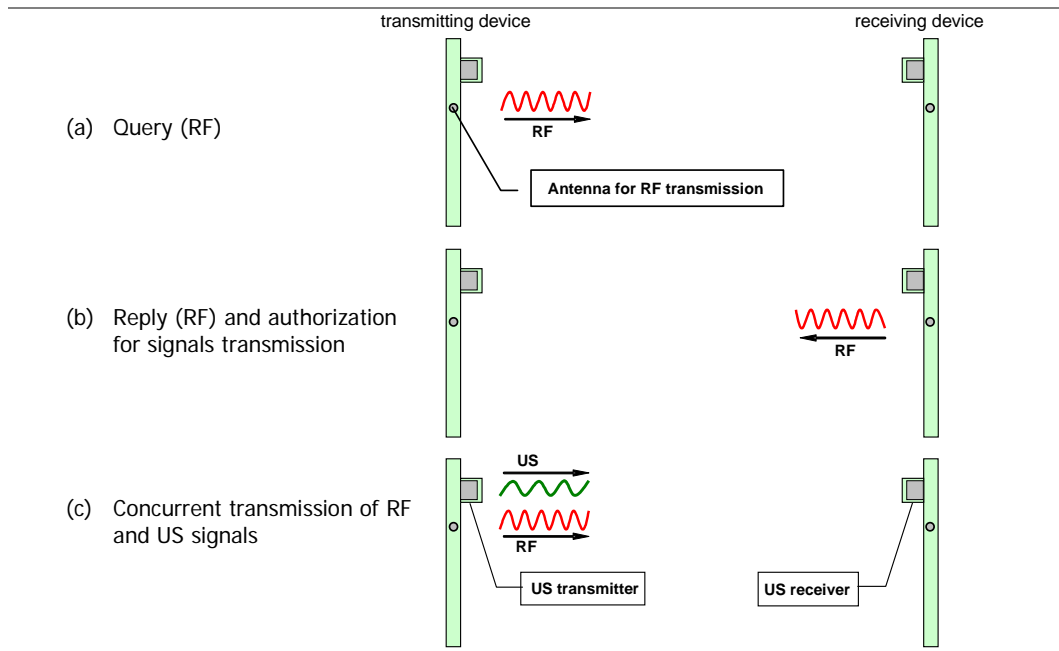 transmitting device
receiving device
(a) Query (RF)
RF
Antenna for RF transmission
(b) Reply (RF) and authorization
for signals transmission
RF
US
(c) Concurrent transmission of RF
and US signals
RF
US transmitter
US receiver